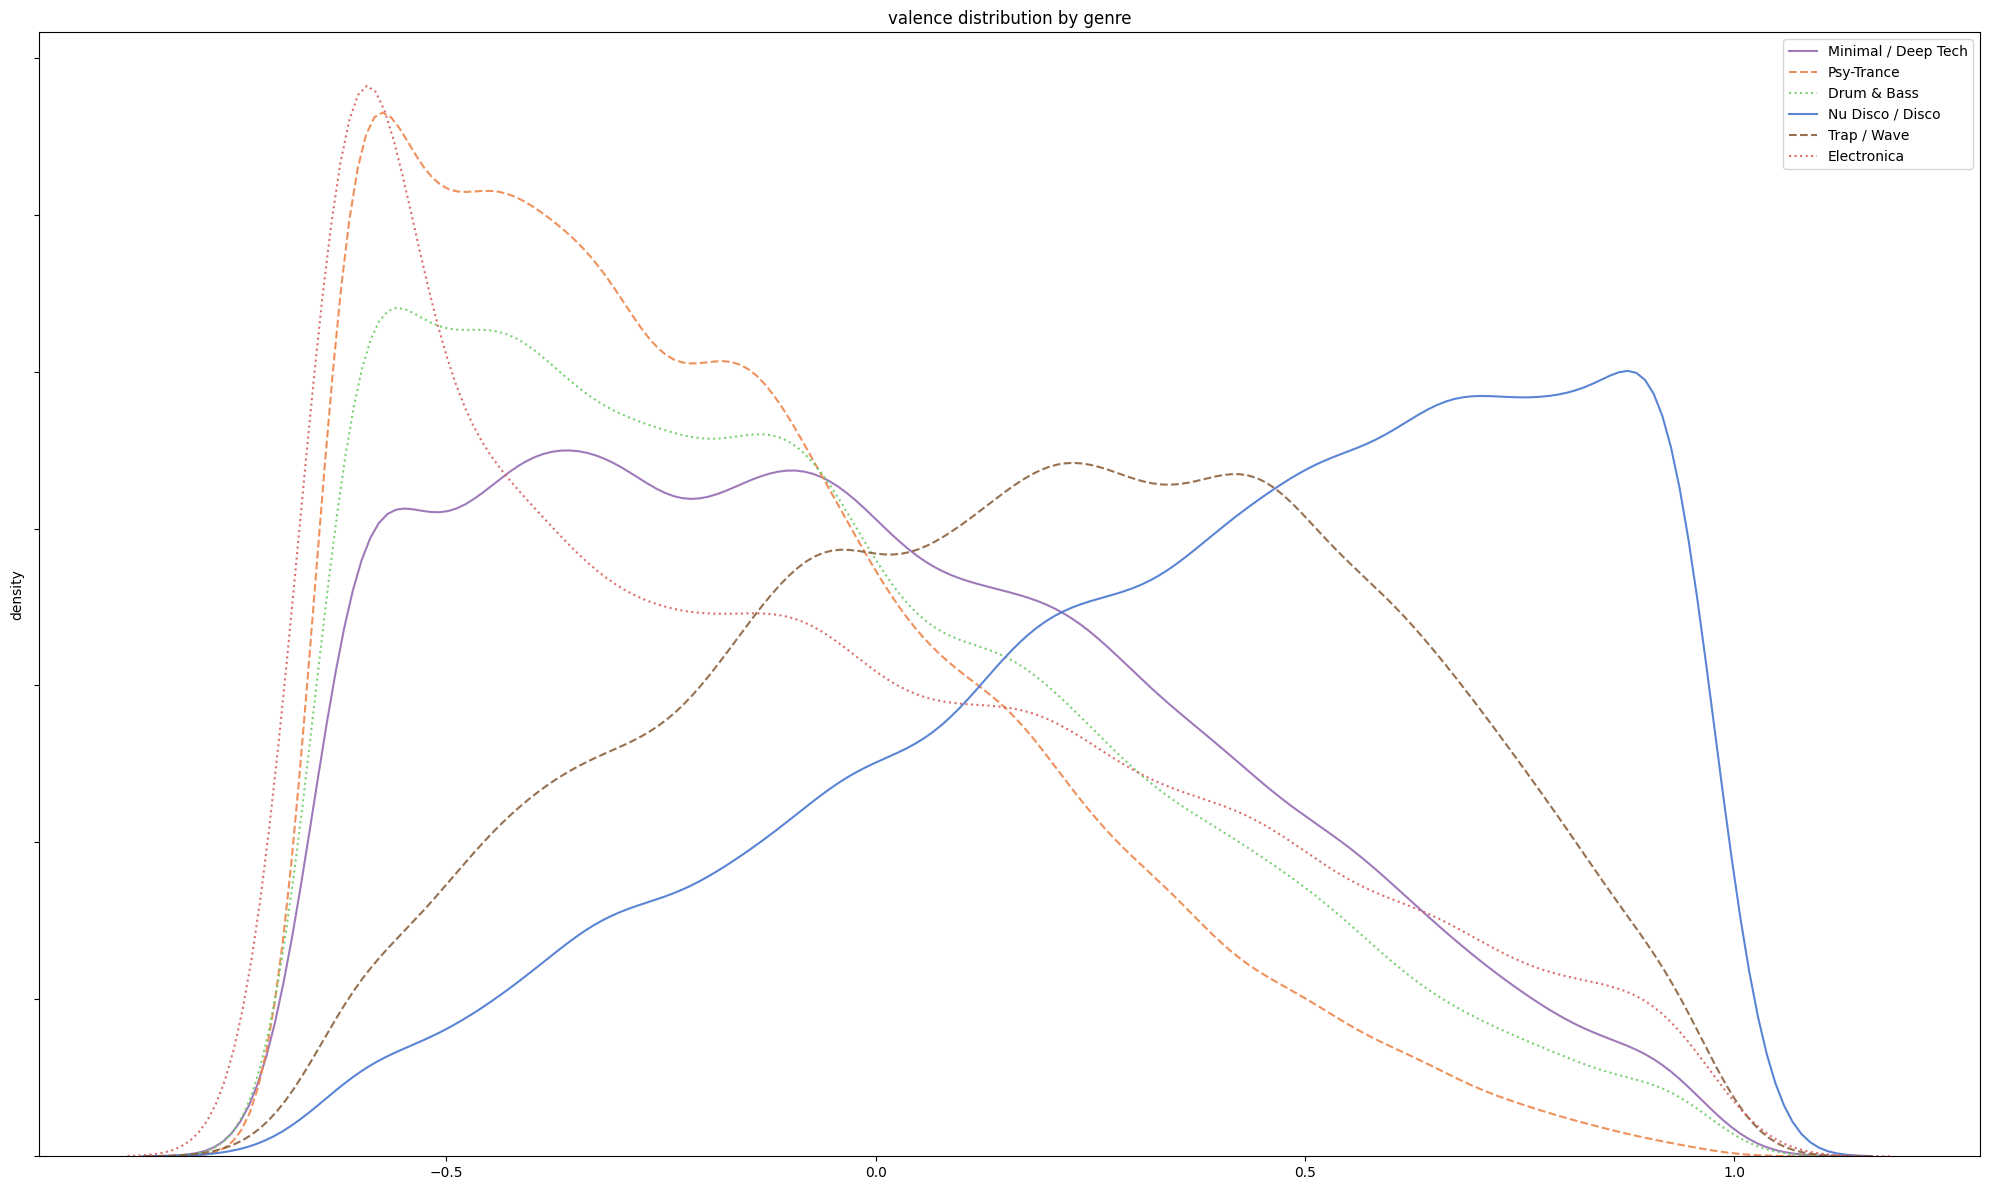 valence distribution by genre
Minimal / Deep Tech
Psy-Trance
Drum & Bass
Nu Disco / Disco
Trap / Wave
Electronica
density
−0.5
0.0
0.5
1.0